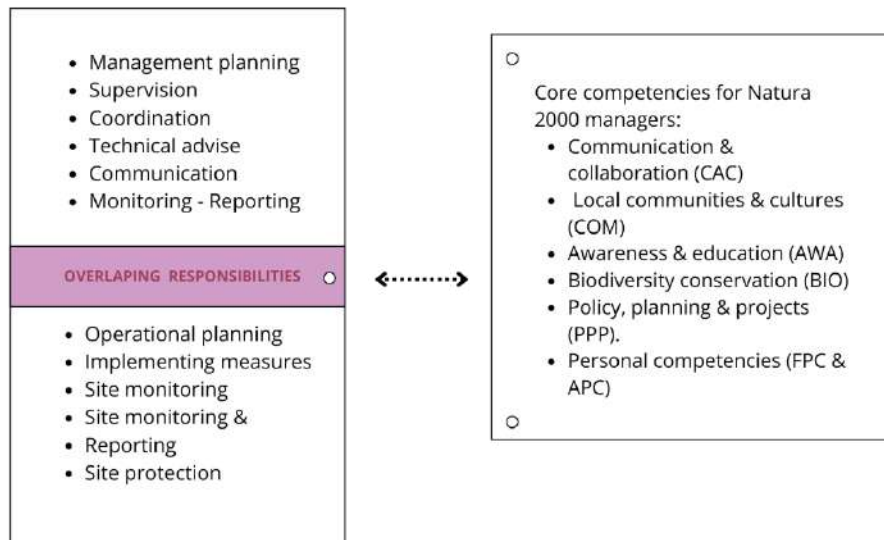 • Management planning
• Supervision
• Coordination
• Technical advise
• Communication
• Monitoring - Reporting
OVERLAPING RESPONSIBILITIES
• Operational planning
• Implementing measures
• Site monitoring
• Site monitoring &
• Reporting
• Site protection
Core competencies for Natura
2000 managers:
• Communication &
collaboration (CAC)
• Local communities & cultures
(COM)
• Awareness & education (AWA)
• Biodiversity conservation (BIO)
• Policy, planning & projects
(PPP).
• Personal competencies (FPC &
APC)